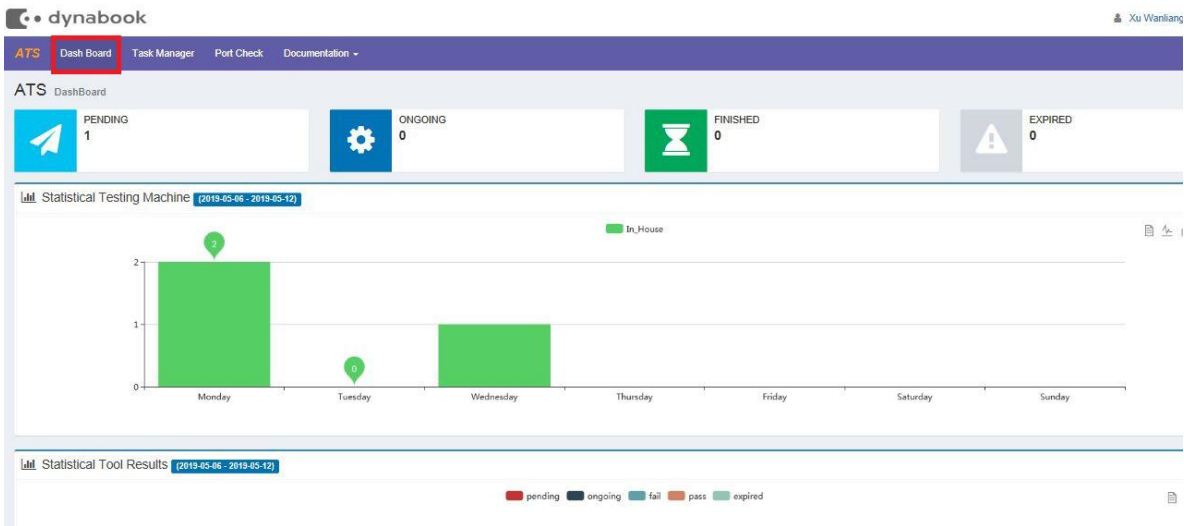 dynabook
Xu Wanliang
ATS Dash Board Task Manager Port Check Documentation
ATS DashBoard
PENDING
1
ONGOING
0
FINISHED
0
EXPIRED
0
Statistical Testing Machine (2019-05-06 - 2019-05-12)
In_House
2
2
1
0
0
Monday Tuesday Wednesday Thursday Friday Saturday Sunday
Statistical Tool Results (2019-05-06 - 2019-05-12)
pending ongoing fail pass expired